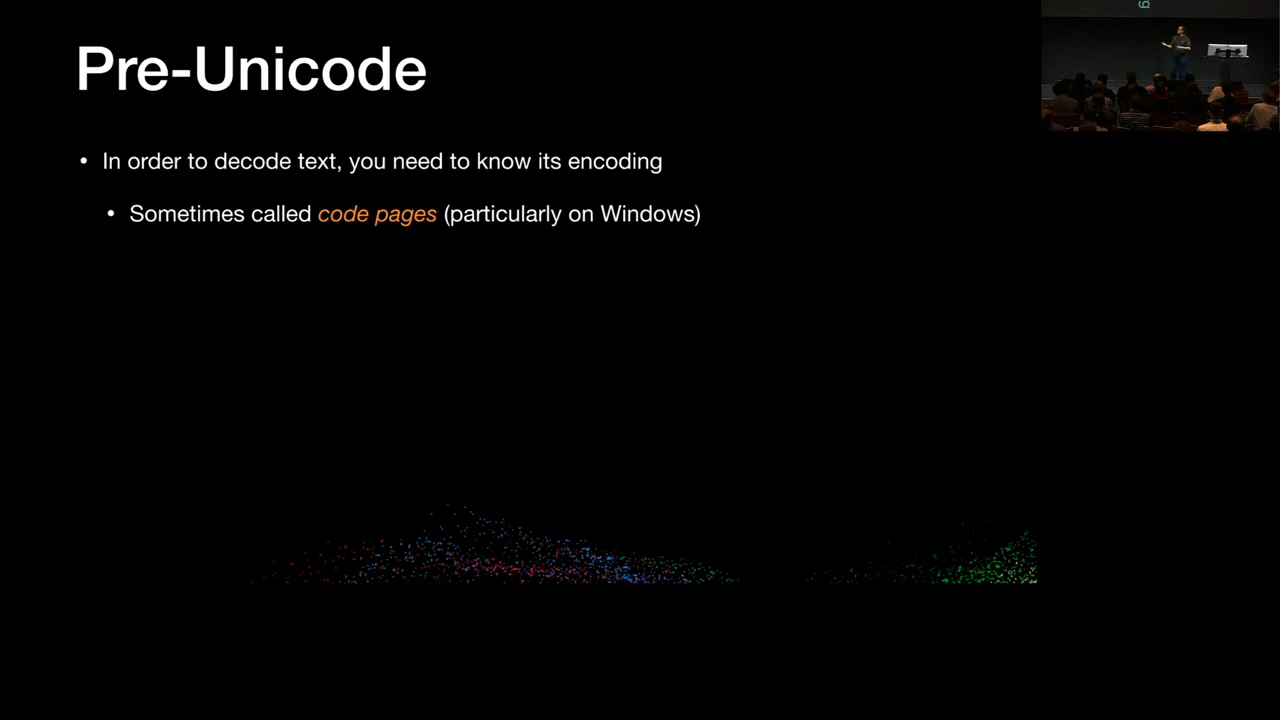 Pre-Unicode
• In order to decode text, you need to know its encoding
• Sometimes called code pages (particularly on Windows)